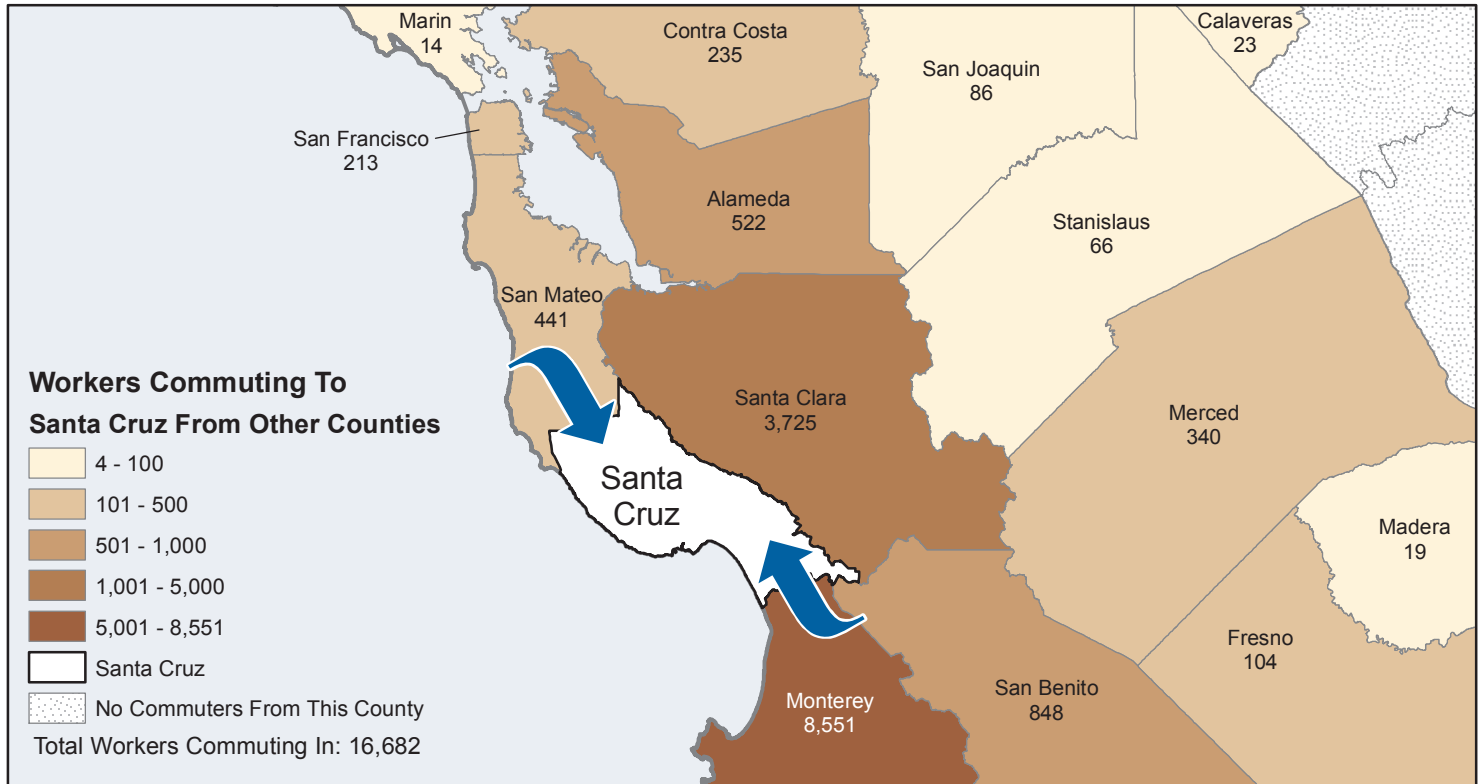 Marin
14
Contra Costa
235
Calaveras
23
San Joaquin
86
San Francisco
213
Alameda
522
Stanislaus
66
San Mateo
441
Santa Clara
3,725
Merced
340
Santa
Cruz
Madera
19
Fresno
104
San Benito
848
Monterey
8,551
Workers Commuting To
Santa Cruz From Other Counties
4 - 100
101 - 500
501 - 1,000
1,001 - 5,000
5,001 - 8,551
Santa Cruz
No Commuters From This County
Total Workers Commuting In: 16,682